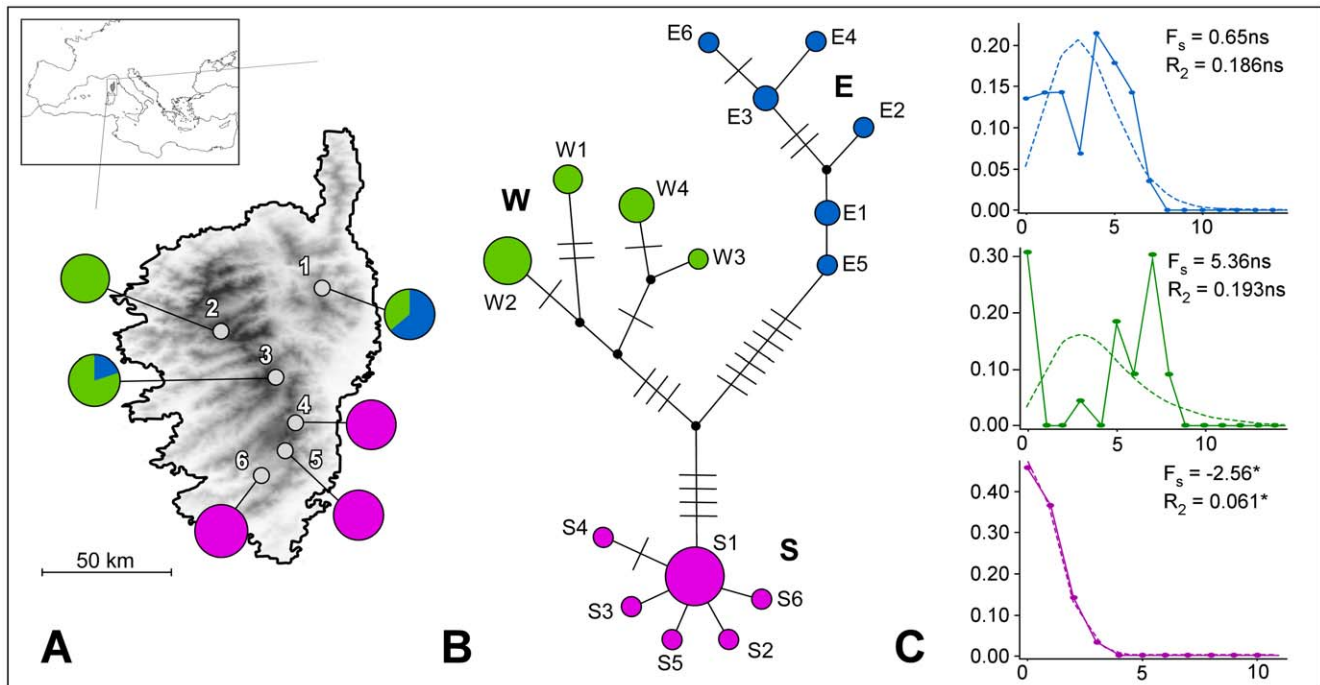 1
2
3
4
5
6
50 km
A
E6
E4
E
E3
E2
W1
W
W4
E1
W2
W3
E5
S4
S1
S
S3
S6
S5
S2
B
0.20
0.15
0.10
0.05
0.00
5
10
Fs = 0.65ns
R2 = 0.186ns
0.30
0.20
0.10
0.00
0
5
10
Fs = 5.36ns
R2 = 0.193ns
0.40
0.30
0.20
0.10
0.00
0
5
10
Fs = -2.56*
R2 = 0.061*
C